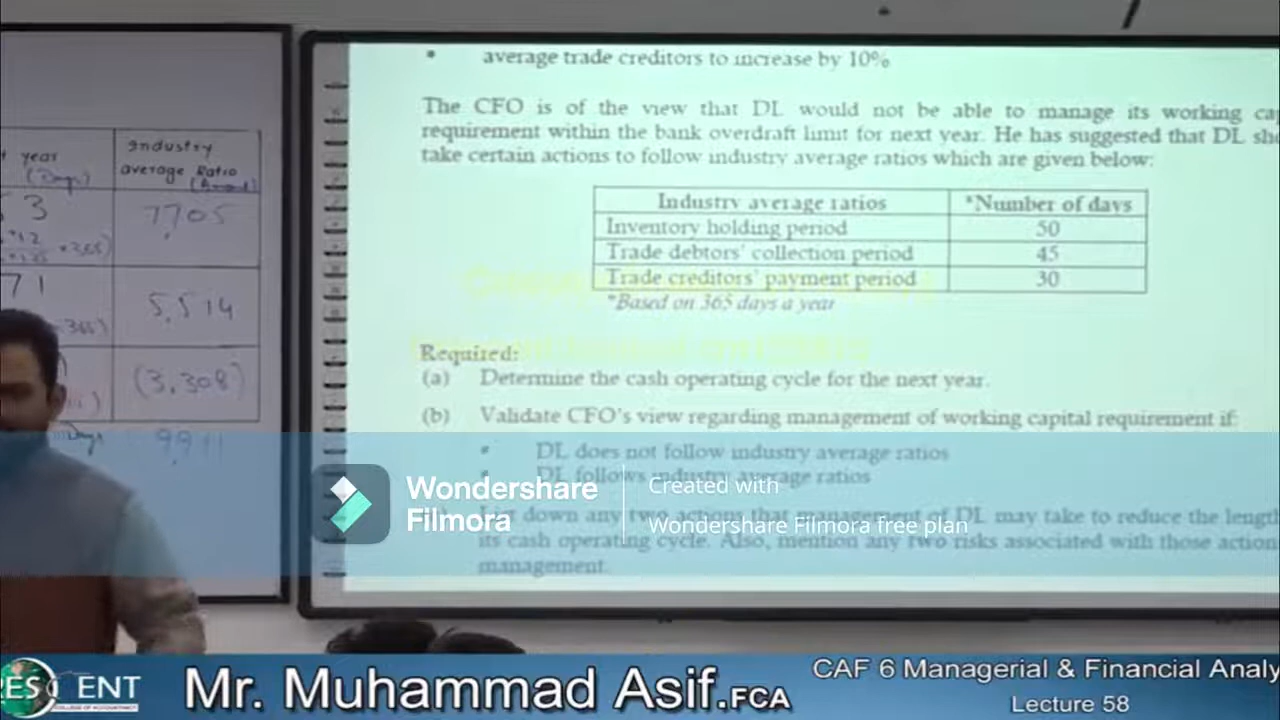 year
(Days)
Industry
average Ratio
(Amount)
53
7,705
71
5,514
(3,308)
Days
9,911
• average trade creditors to increase by 10%
The CFO is of the view that DL would not be able to manage its working
requirement within the bank overdraft limit for next year. He has suggested that DL
take certain actions to follow industry average ratios which are given below:
Industry average ratios *Number of days
Inventory holding period 50
Trade debtors' collection period 45
Trade creditors' payment period 30
*Based on 365 days a year
Required:
(a) Determine the cash operating cycle for the next year.
(b) Validate CFO's view regarding management of working capital requirement if:
• DL does not follow industry average ratios
• DL follows industry average ratios
down any two actions that management of DL may take to reduce the length
its cash operating cycle. Also, mention any two risks associated with those action
management.
Wondershare
Filmora
Created with
Wondershare Filmora free plan
ENT
Mr. Muhammad Asif.FCA
CAF 6 Managerial & Financial Analy
Lecture 58